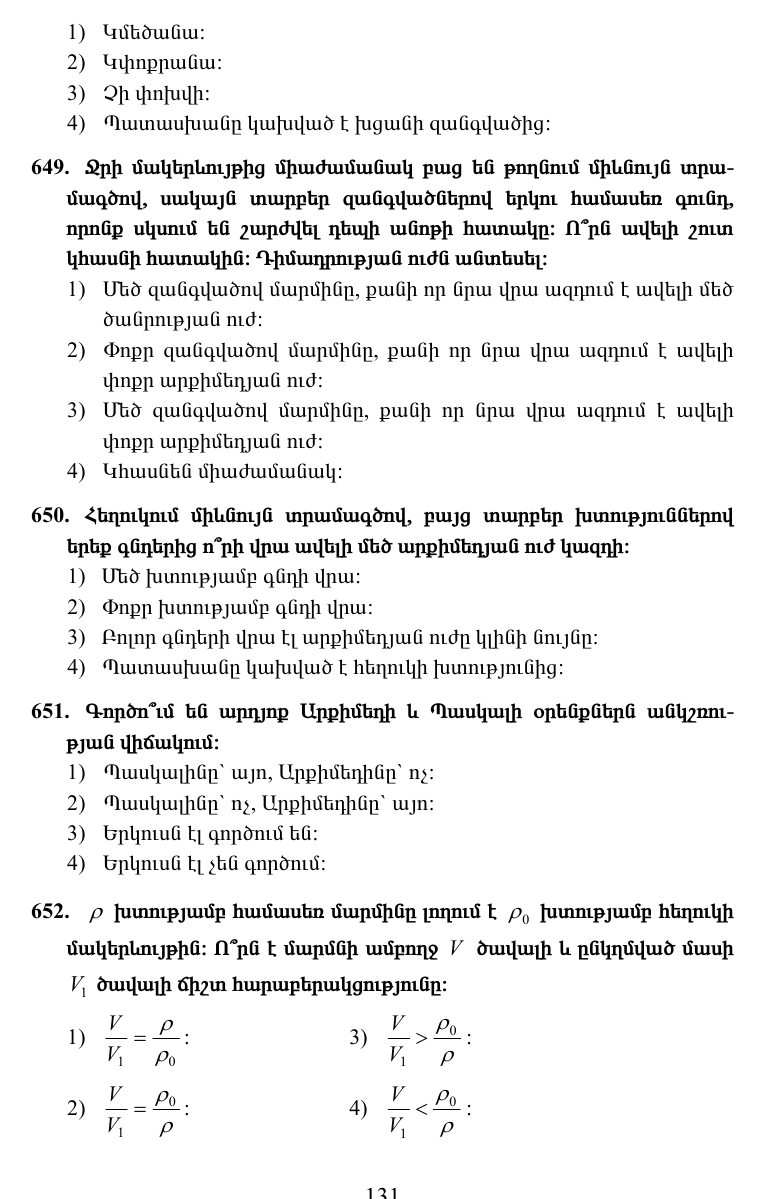 1) Կմեծանա:
2) Կփոքրանա:
3) Չի փոխվի:
4) Պատասխանը կախված է խցանի զանգվածից:
649. Ջրի մակերևույթից միաժամանակ բաց են թողնում միևնույն տրա-
մագծով, սակայն տարբեր զանգվածներով երկու համասեռ գունդ,
որոնք սկսում են շարժվել դեպի անոթի հատակը: Ո՞րն ավելի շուտ
կհասնի հատակին: Դիմադրության ուժն անտեսել:
1) Մեծ զանգվածով մարմինը, քանի որ նրա վրա ազդում է ավելի մեծ
ծանրության ուժ:
2) Փոքր զանգվածով մարմինը, քանի որ նրա վրա ազդում է ավելի
փոքր արքիմեդյան ուժ:
3) Մեծ զանգվածով մարմինը, քանի որ նրա վրա ազդում է ավելի
փոքր արքիմեդյան ուժ:
4) Կհասնեն միաժամանակ:
650. Հեղուկում միևնույն տրամագծով, բայց տարբեր խտություններով
երեք գնդերից ո՞րի վրա ավելի մեծ արքիմեդյան ուժ կազդի:
1) Մեծ խտությամբ գնդի վրա:
2) Փոքր խտությամբ գնդի վրա:
3) Բոլոր գնդերի վրա էլ արքիմեդյան ուժը կլինի նույնը:
4) Պատասխանը կախված է հեղուկի խտությունից:
651. Գործո՞ւմ են արդյոք Արքիմեդի և Պասկալի օրենքներն անկշռու-
թյան վիճակում:
1) Պասկալինը՝ այո, Արքիմեդինը՝ ոչ:
2) Պասկալինը՝ ոչ, Արքիմեդինը՝ այո:
3) Երկուսն էլ գործում են:
4) Երկուսն էլ չեն գործում:
652. ρ խտությամբ համասեռ մարմինը լողում է ρ₀ խտությամբ հեղուկի
մակերևույթին: Ո՞րն է մարմնի ամբողջ V ծավալի և ընկղմված մասի
V₁ ծավալի ճիշտ հարաբերակցությունը:
1) V/V₁ = ρ/ρ₀ : 3) V/V₁ > ρ₀/ρ :
2) V/V₁ = ρ₀/ρ : 4) V/V₁ < ρ₀/ρ :
131